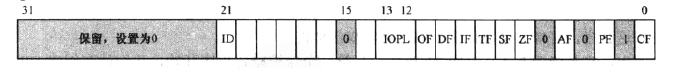 31 21 15 13 12 0
保留，设置为0 ID 0 IOPL OF DF IF TF SF ZF 0 AF 0 PF 1 CF